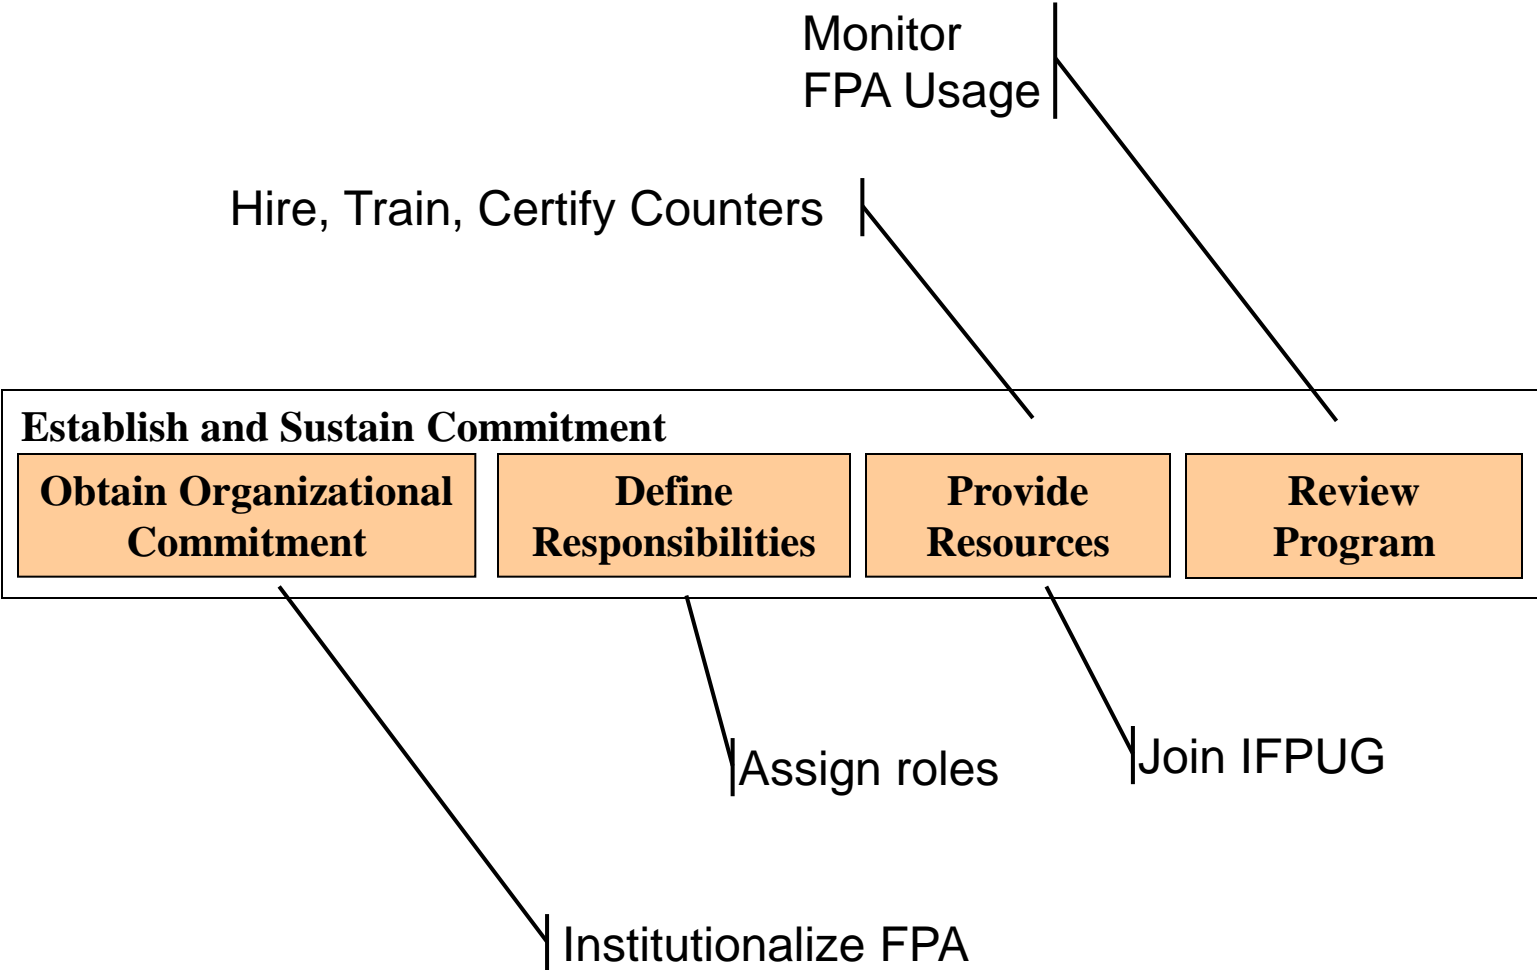 Monitor
FPA Usage
Hire, Train, Certify Counters
Establish and Sustain Commitment
Obtain Organizational
Commitment
Define
Responsibilities
Provide
Resources
Review
Program
Assign roles
Join IFPUG
Institutionalize FPA